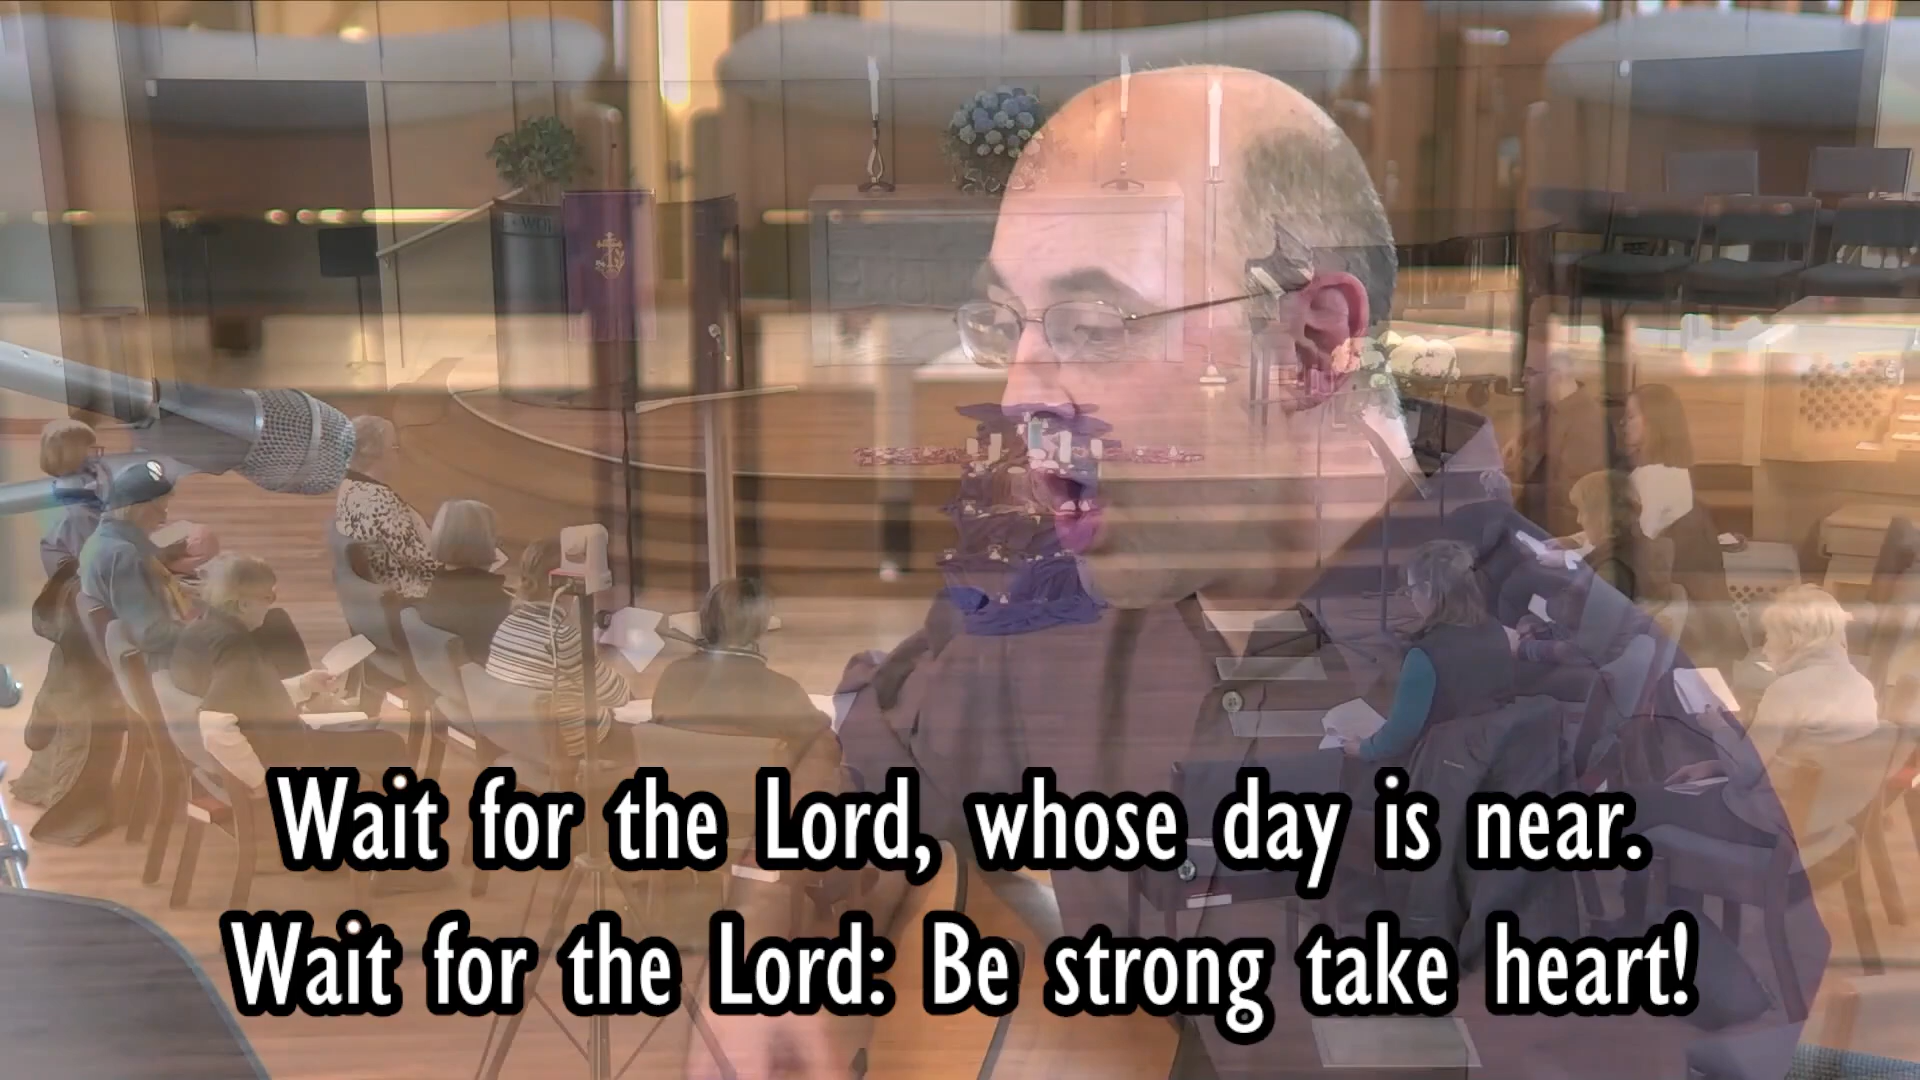 Wait for the Lord, whose day is near.
Wait for the Lord: Be strong take heart!